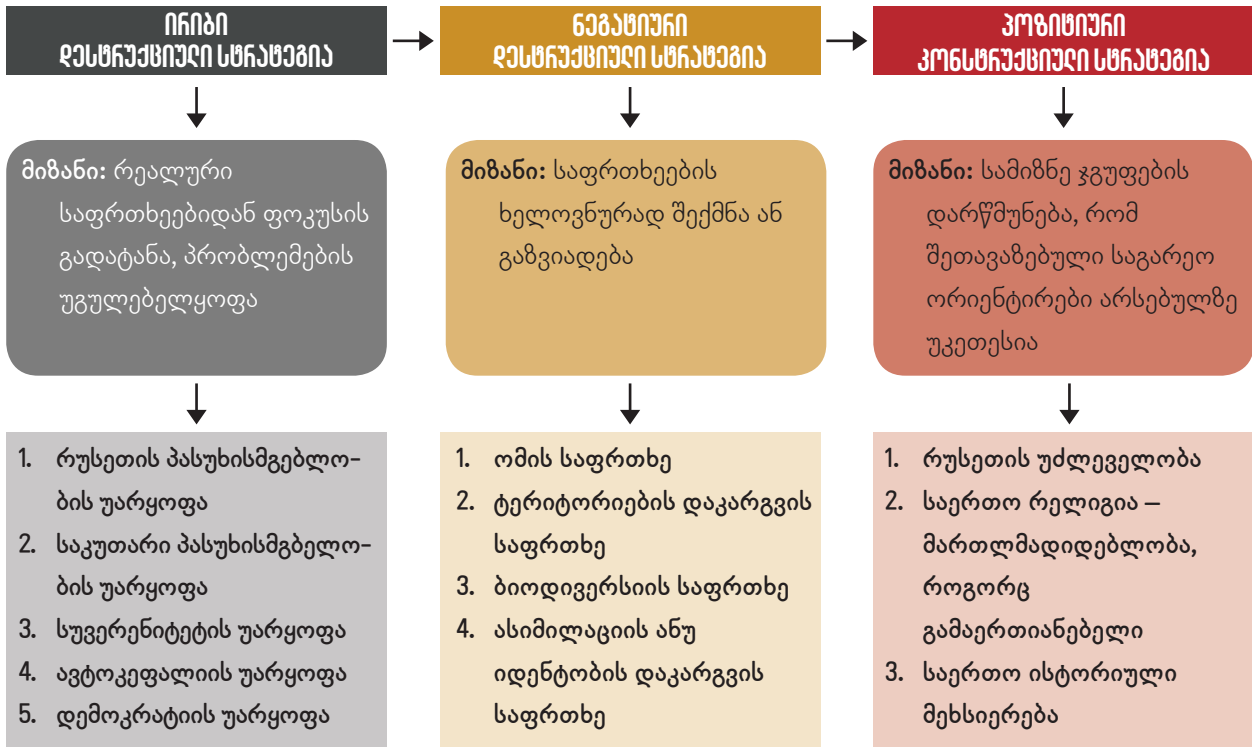 ირიბი
დესტრუქციული სტრატეგია
მიზანი: რეალური
საფრთხეებიდან ფოკუსის
გადატანა, პრობლემების
უგულებელყოფა
1. რუსეთის პასუხისმგებლო-
ბის უარყოფა
2. საკუთარი პასუხისმგბელო-
ბის უარყოფა
3. სუვერენიტეტის უარყოფა
4. ავტოკეფალიის უარყოფა
5. დემოკრატიის უარყოფა
ნეგატიური
დესტრუქციული სტრატეგია
მიზანი: საფრთხეების
ხელოვნურად შექმნა ან
გაზვიადება
1. ომის საფრთხე
2. ტერიტორიების დაკარგვის
საფრთხე
3. ბიოდივერსიის საფრთხე
4. ასიმილაციის ანუ
იდენტობის დაკარგვის
საფრთხე
პოზიტიური
კონსტრუქციული სტრატეგია
მიზანი: სამიზნე ჯგუფების
დარწმუნება, რომ
შეთავაზებული საგარეო
ორიენტირები არსებულზე
უკეთესია
1. რუსეთის უძლეველობა
2. საერთო რელიგია –
მართლმადიდებლობა,
როგორც
გამაერთიანებელი
3. საერთო ისტორიული
მეხსიერება